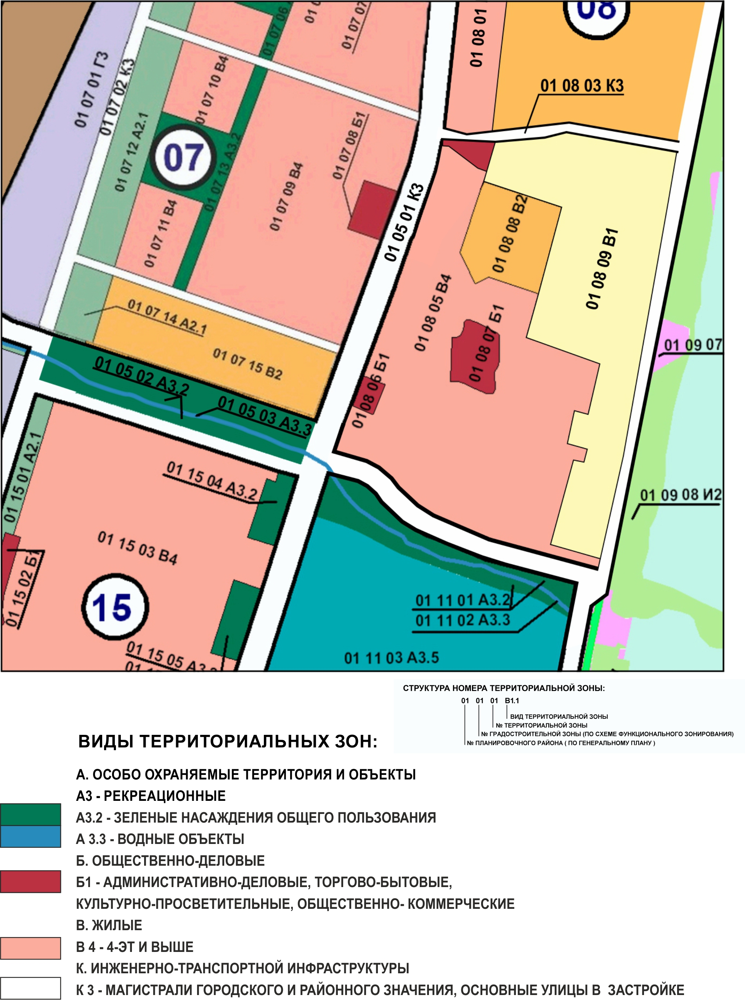 08
01 08 01
01 07 06
01 07 07
01 08 03 К3
01 07 01 Г3
01 07 02 К3
01 07 10 В4
01 07 12 А2.1
07
01 07 13 А3.2
01 07 08 Б1
01 07 09 В4
01 07 11 В4
01 05 01 К3
01 08 08 В2
01 08 09 В1
01 08 05 В4
01 07 14 А2.1
01 07 15 В2
01 08 07 Б1
01 08 06 Б1
01 09 07
01 05 02 А3.2
01 05 03 А3.3
01 15 01 А2.1
01 15 04 А3.2
01 09 08 И2
01 15 03 В4
01 15 02 Б1
15
01 11 01 А3.2
01 11 02 А3.3
01 15 05 А3.2
01 11 03 А3.5
СТРУКТУРА НОМЕРА ТЕРРИТОРИАЛЬНОЙ ЗОНЫ:
01 01 01 В1.1
ВИД ТЕРРИТОРИАЛЬНОЙ ЗОНЫ
№ ТЕРРИТОРИАЛЬНОЙ ЗОНЫ
№ ГРАДОСТРОИТЕЛЬНОЙ ЗОНЫ (ПО СХЕМЕ ФУНКЦИОНАЛЬНОГО ЗОНИРОВАНИЯ)
№ ПЛАНИРОВОЧНОГО РАЙОНА ( ПО ГЕНЕРАЛЬНОМУ ПЛАНУ )
ВИДЫ ТЕРРИТОРИАЛЬНЫХ ЗОН:
А. ОСОБО ОХРАНЯЕМЫЕ ТЕРРИТОРИЯ И ОБЪЕКТЫ
А3 - РЕКРЕАЦИОННЫЕ
А3.2 - ЗЕЛЕНЫЕ НАСАЖДЕНИЯ ОБЩЕГО ПОЛЬЗОВАНИЯ
А 3.3 - ВОДНЫЕ ОБЪЕКТЫ
Б. ОБЩЕСТВЕННО-ДЕЛОВЫЕ
Б1 - АДМИНИСТРАТИВНО-ДЕЛОВЫЕ, ТОРГОВО-БЫТОВЫЕ,
КУЛЬТУРНО-ПРОСВЕТИТЕЛЬНЫЕ, ОБЩЕСТВЕННО- КОММЕРЧЕСКИЕ
В. ЖИЛЫЕ
В 4 - 4-ЭТ И ВЫШЕ
К. ИНЖЕНЕРНО-ТРАНСПОРТНОЙ ИНФРАСТРУКТУРЫ
К 3 - МАГИСТРАЛИ ГОРОДСКОГО И РАЙОННОГО ЗНАЧЕНИЯ, ОСНОВНЫЕ УЛИЦЫ В ЗАСТРОЙКЕ